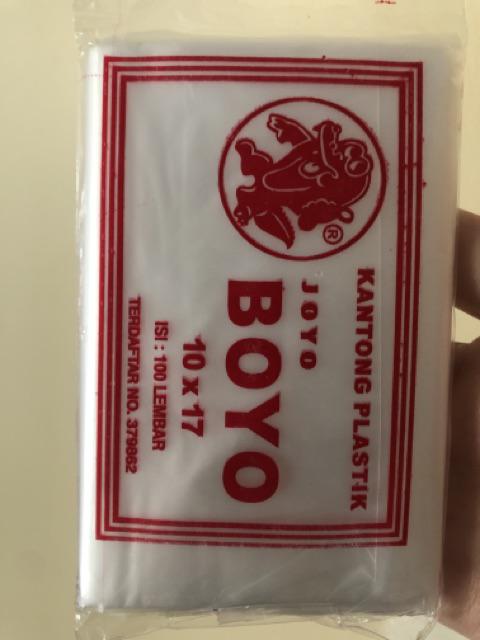 KANTONG PLASTIK
JOYO
BOYO
10 x 17
ISI : 100 LEMBAR
TERDAFTAR NO. 379862
®